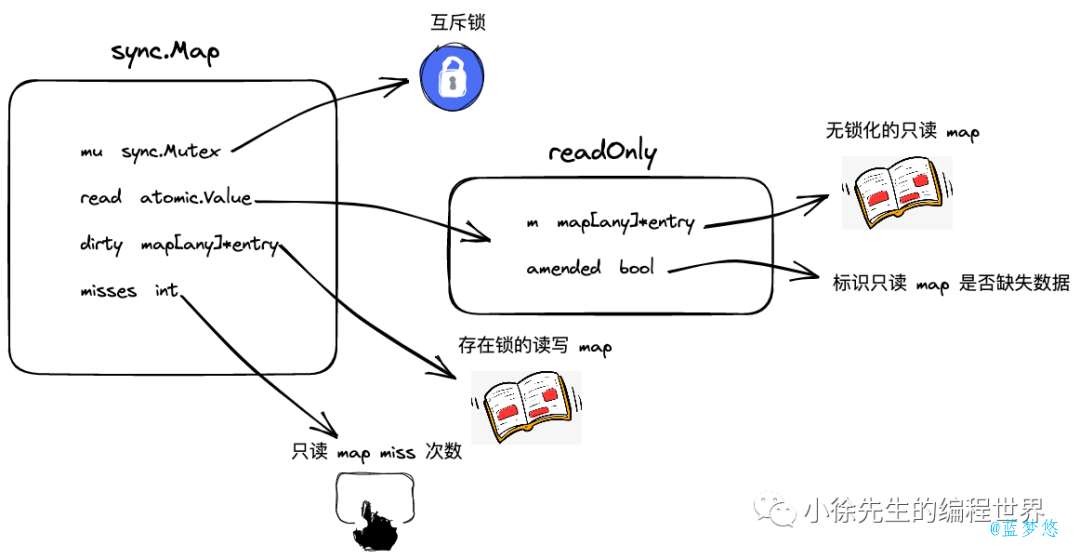 sync.Map
互斥锁
mu sync.Mutex
read atomic.Value
dirty map[any]*entry
misses int
readOnly
m map[any]*entry
amended bool
无锁化的只读 map
标识只读 map 是否缺失数据
存在锁的读写 map
只读 map miss 次数
小徐先生的编程世界
@蓝梦悠